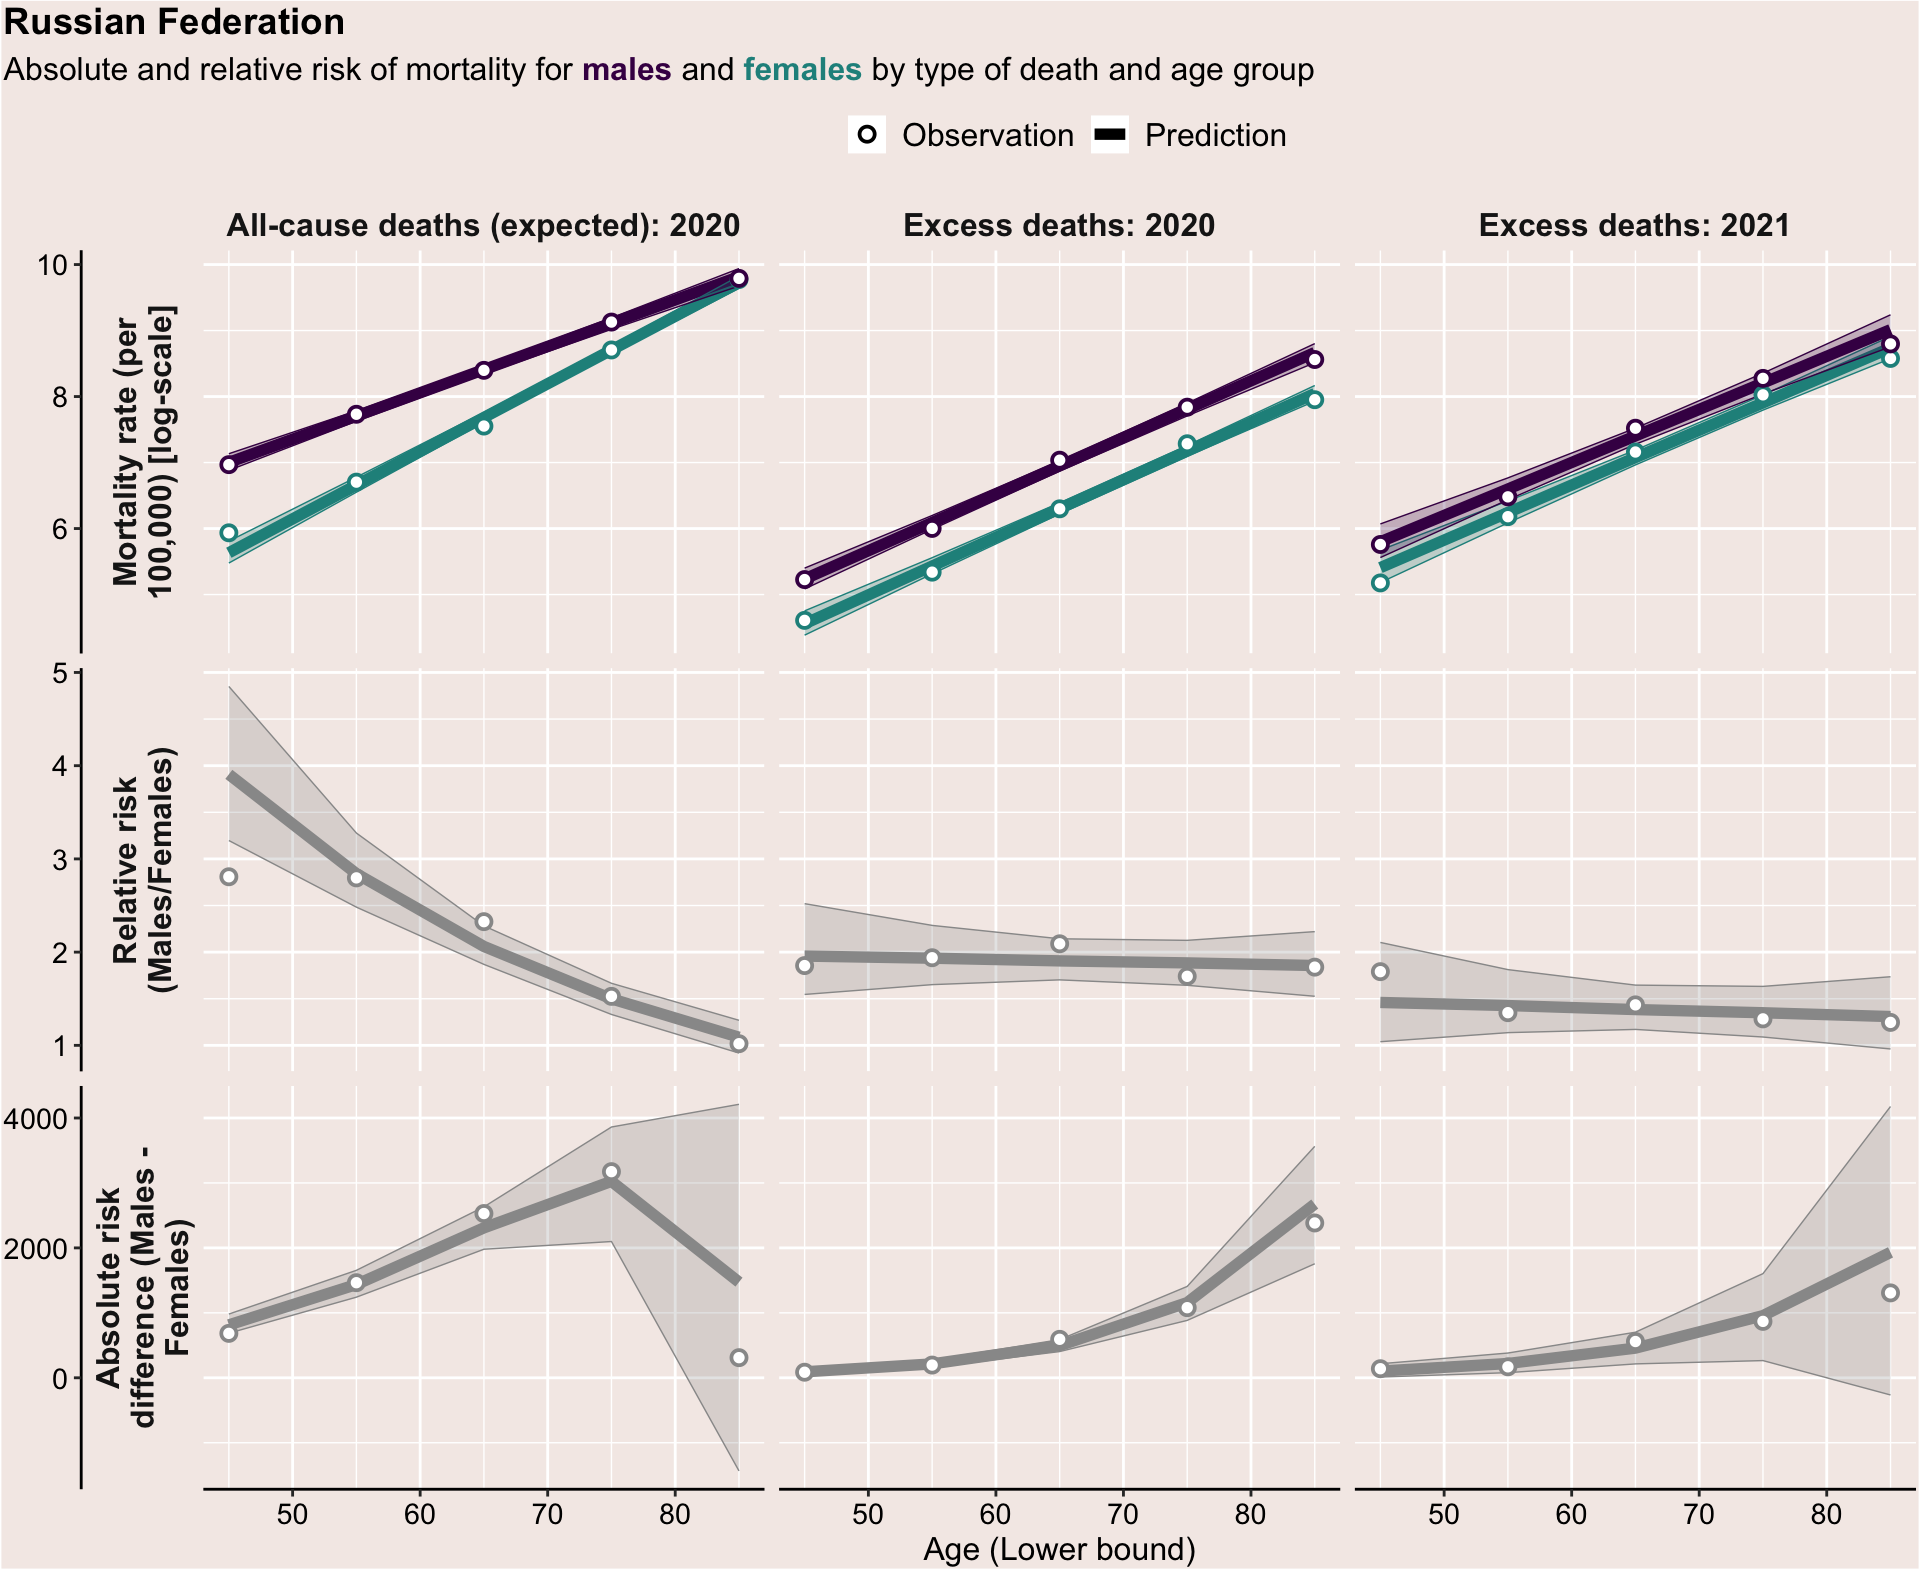 Russian Federation
Absolute and relative risk of mortality for males and females by type of death and age group
Observation Prediction
All-cause deaths (expected): 2020 Excess deaths: 2020 Excess deaths: 2021
Mortality rate (per
100,000) [log-scale]
10
8
6
Relative risk
(Males/Females)
5
4
3
2
1
Absolute risk
difference (Males -
Females)
4000
2000
0
50 60 70 80 50 60 70 80 50 60 70 80
Age (Lower bound)